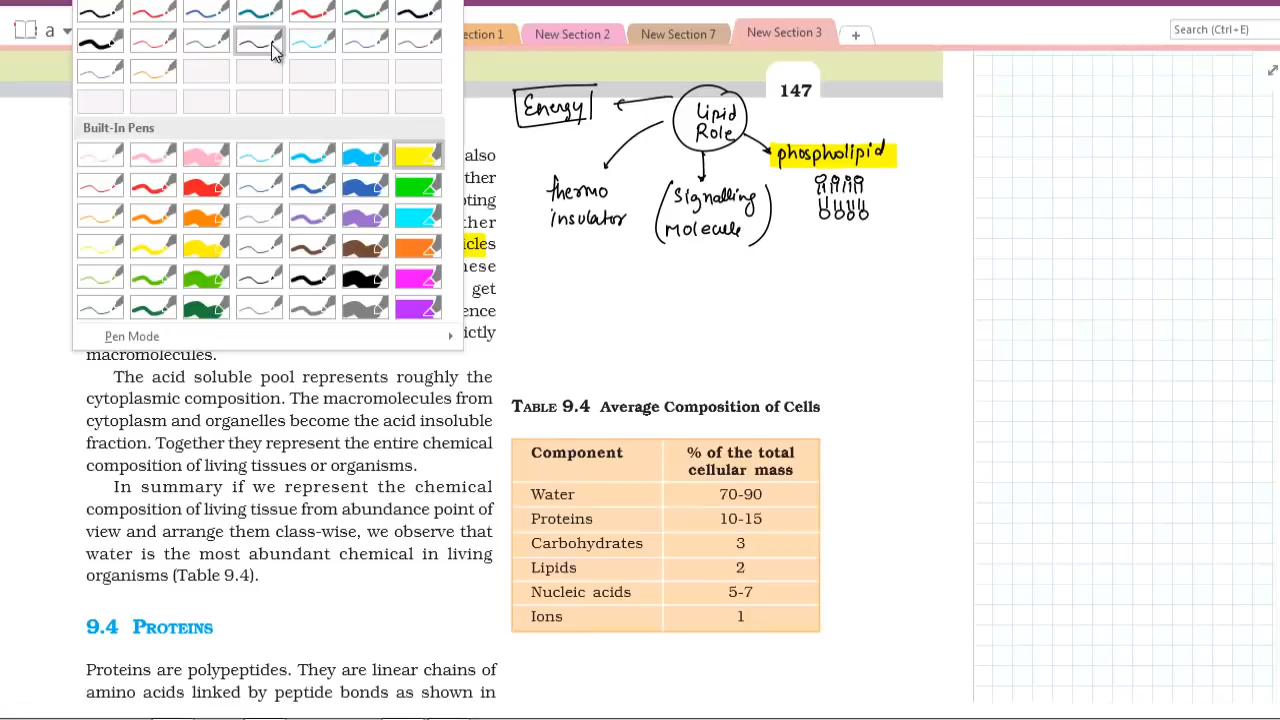 a
ection 1
New Section 2
New Section 7
New Section 3
+
Search (Ctrl+E)
Built-In Pens
Pen Mode
147
Energy
Lipid
Role
thermo
insulator
(signalling
molecule)
phospholipid
also
ther
oting
ther
icles
hese
get
ence
ictly
macromolecules.
The acid soluble pool represents roughly the
cytoplasmic composition. The macromolecules from
cytoplasm and organelles become the acid insoluble
fraction. Together they represent the entire chemical
composition of living tissues or organisms.
In summary if we represent the chemical
composition of living tissue from abundance point of
view and arrange them class-wise, we observe that
water is the most abundant chemical in living
organisms (Table 9.4).
9.4 PROTEINS
Proteins are polypeptides. They are linear chains of
amino acids linked by peptide bonds as shown in
TABLE 9.4 Average Composition of Cells
Component % of the total
cellular mass
Water 70-90
Proteins 10-15
Carbohydrates 3
Lipids 2
Nucleic acids 5-7
Ions 1